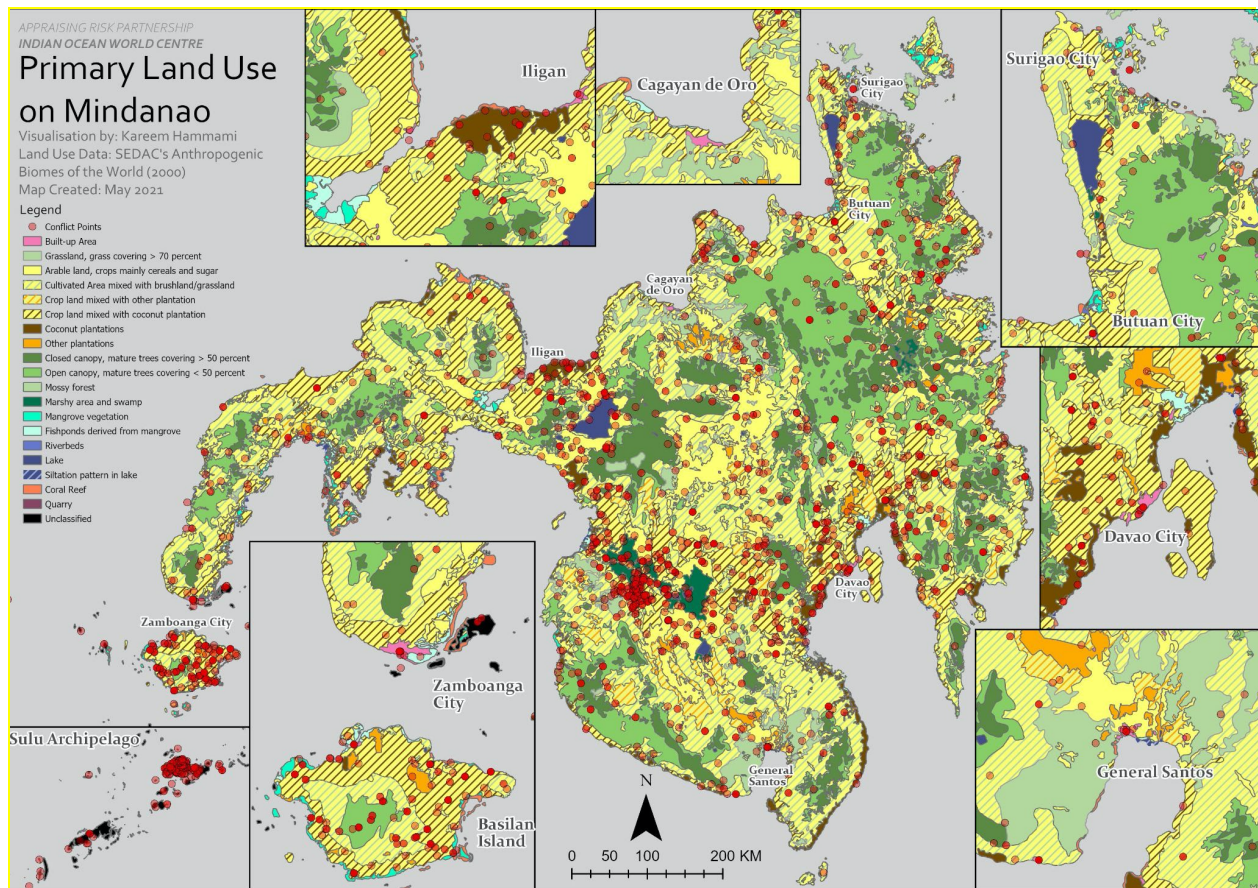 APPRAISING RISK PARTNERSHIP
INDIAN OCEAN WORLD CENTRE
Primary Land Use
on Mindanao
Visualisation by: Kareem Hammami
Land Use Data: SEDAC's Anthropogenic
Biomes of the World (2000)
Map Created: May 2021
Legend
Conflict Points
Built-up Area
Grassland, grass covering > 70 percent
Arable land, crops mainly cereals and sugar
Cultivated Area mixed with brushland/grassland
Crop land mixed with other plantation
Crop land mixed with coconut plantation
Coconut plantations
Other plantations
Closed canopy, mature trees covering > 50 percent
Open canopy, mature trees covering < 50 percent
Mossy forest
Marshy area and swamp
Mangrove vegetation
Fishponds derived from mangrove
Riverbeds
Lake
Siltation pattern in lake
Coral Reef
Quarry
Unclassified
Iligan
Cagayan de Oro
Surigao
City
Surigao City
Butuan
City
Butuan City
Cagayan
de Oro
Iligan
Davao City
Davao
City
Zamboanga City
Zamboanga
City
Sulu Archipelago
General
Santos
General Santos
Basilan
Island
N
0 50 100 200 KM